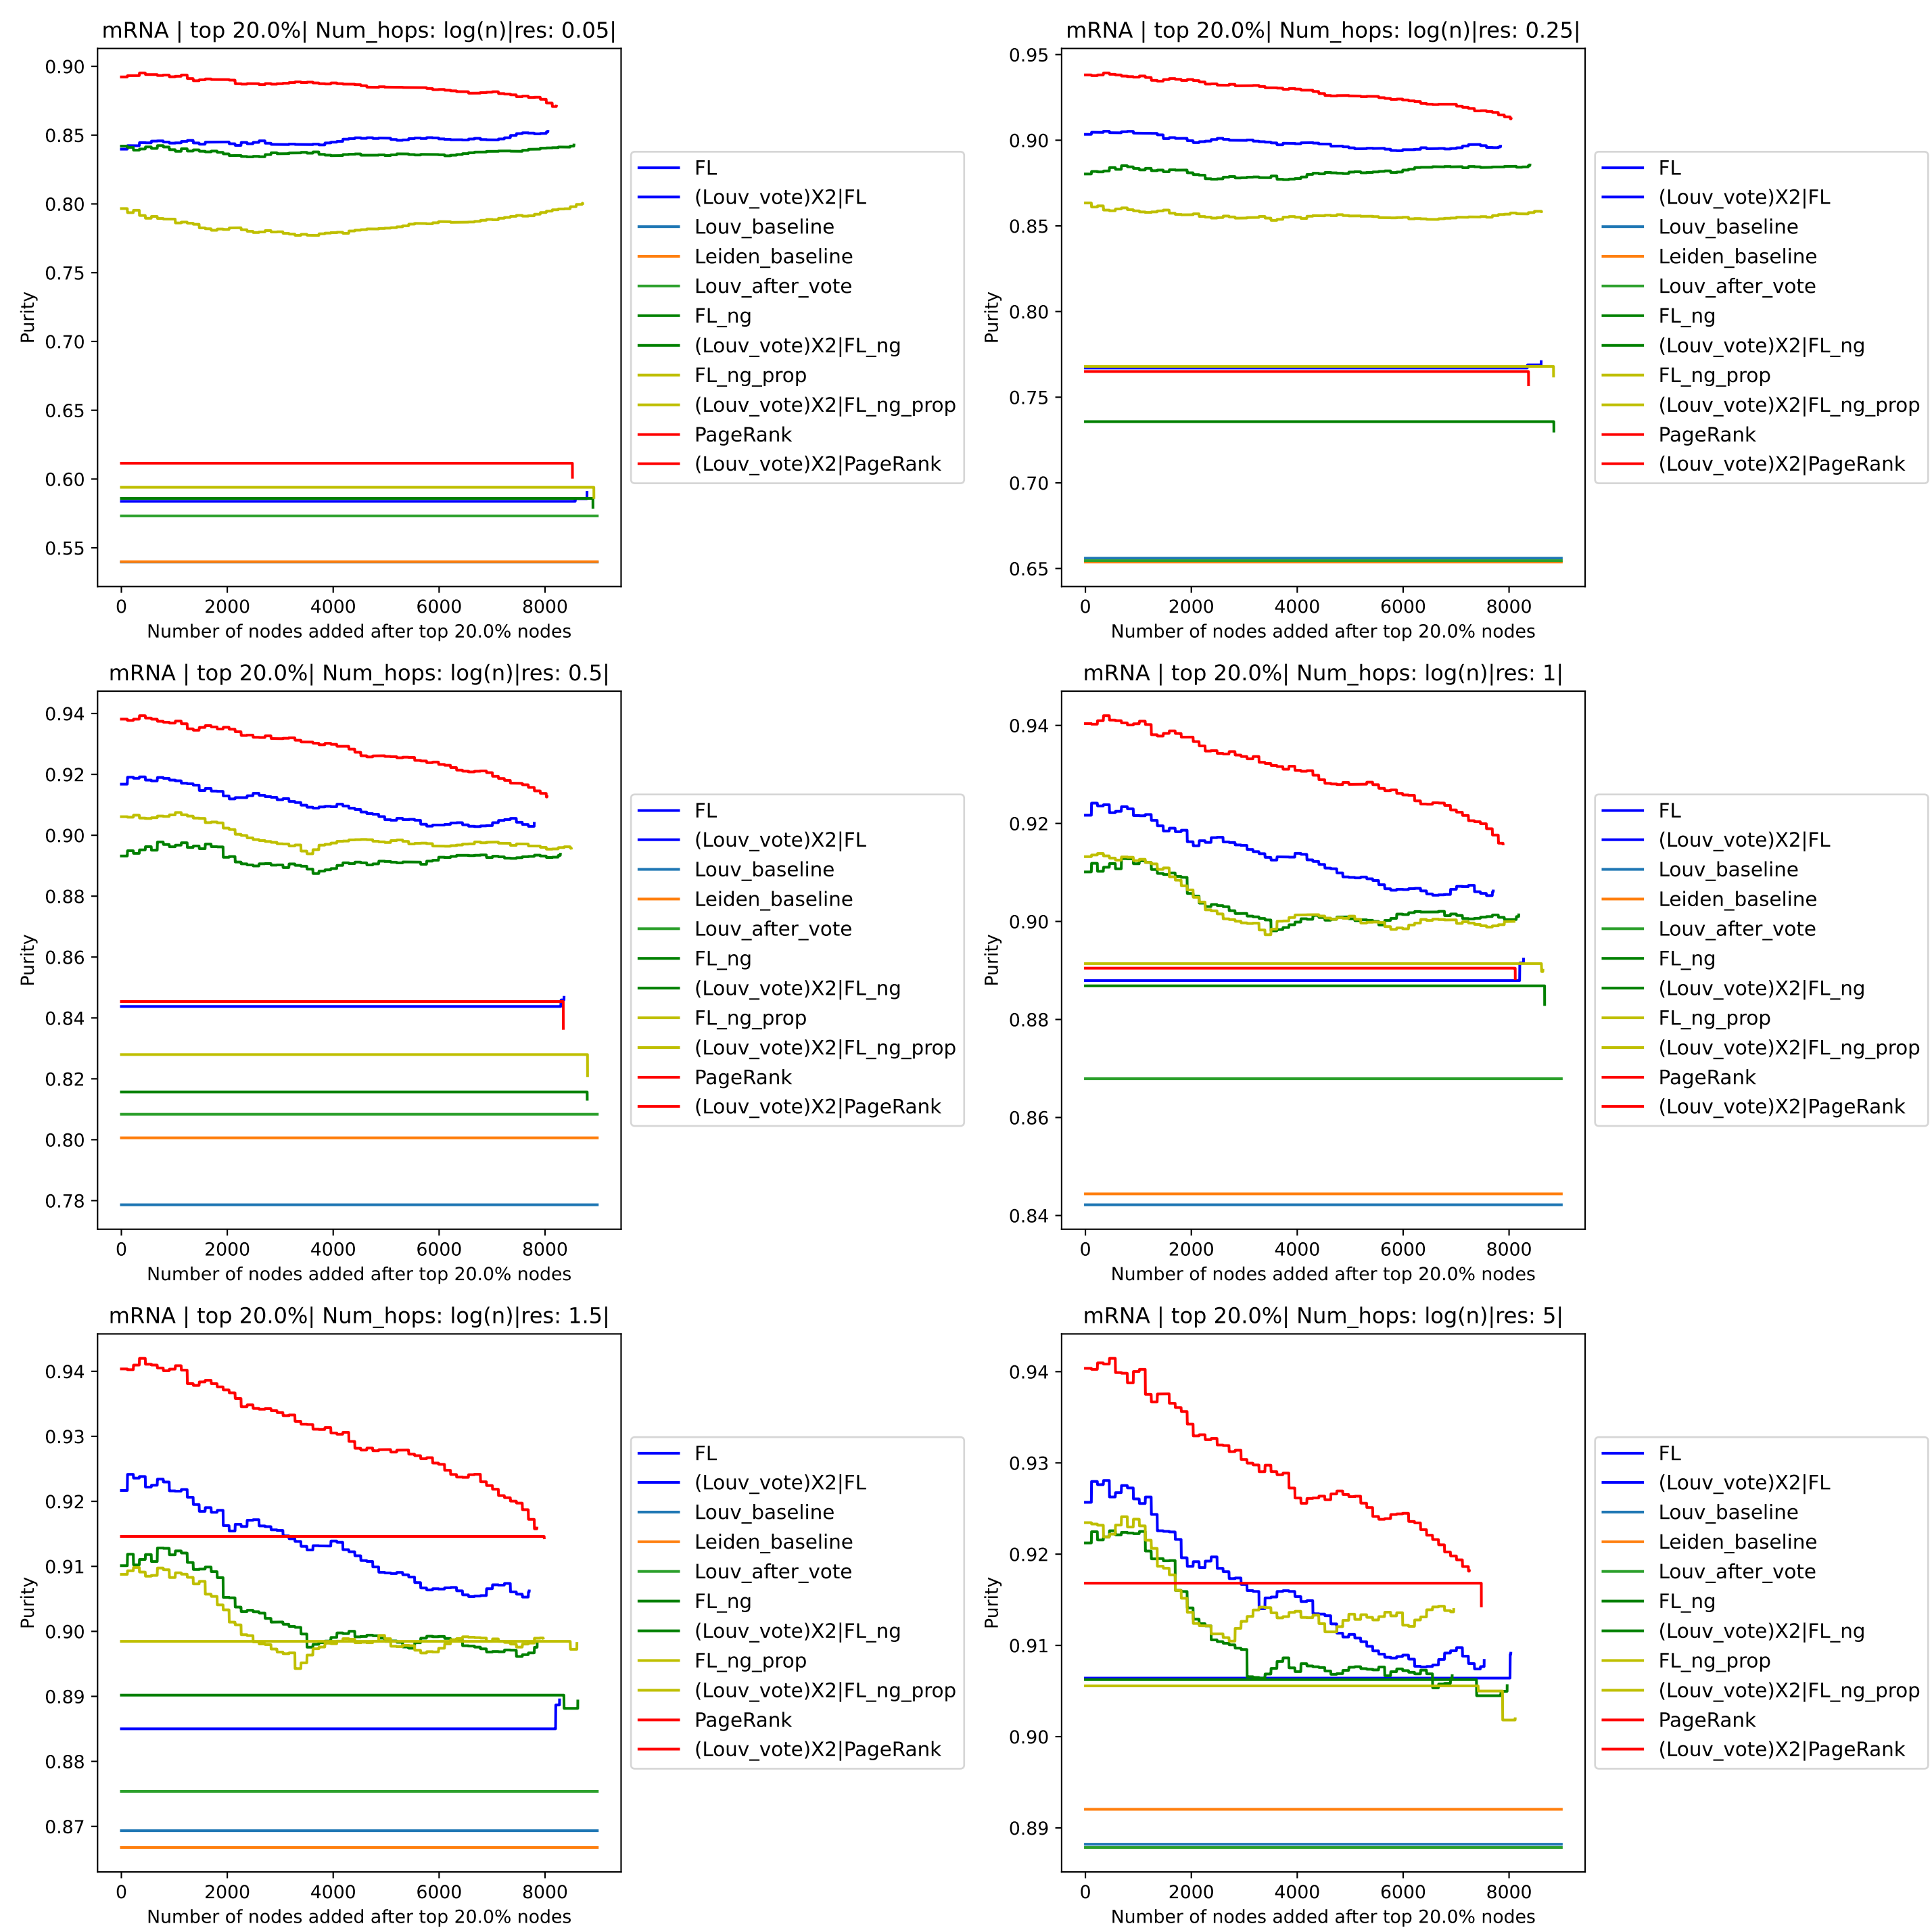 mRNA | top 20.0%| Num_hops: log(n)|res: 0.05|
0.90
0.85
0.80
0.75
0.70
0.65
0.60
0.55
Purity
0 2000 4000 6000 8000
Number of nodes added after top 20.0% nodes
FL
(Louv_vote)X2|FL
Louv_baseline
Leiden_baseline
Louv_after_vote
FL_ng
(Louv_vote)X2|FL_ng
FL_ng_prop
(Louv_vote)X2|FL_ng_prop
PageRank
(Louv_vote)X2|PageRank
mRNA | top 20.0%| Num_hops: log(n)|res: 0.25|
0.95
0.90
0.85
0.80
0.75
0.70
0.65
Purity
0 2000 4000 6000 8000
Number of nodes added after top 20.0% nodes
FL
(Louv_vote)X2|FL
Louv_baseline
Leiden_baseline
Louv_after_vote
FL_ng
(Louv_vote)X2|FL_ng
FL_ng_prop
(Louv_vote)X2|FL_ng_prop
PageRank
(Louv_vote)X2|PageRank
mRNA | top 20.0%| Num_hops: log(n)|res: 0.5|
0.94
0.92
0.90
0.88
0.86
0.84
0.82
0.80
0.78
Purity
0 2000 4000 6000 8000
Number of nodes added after top 20.0% nodes
FL
(Louv_vote)X2|FL
Louv_baseline
Leiden_baseline
Louv_after_vote
FL_ng
(Louv_vote)X2|FL_ng
FL_ng_prop
(Louv_vote)X2|FL_ng_prop
PageRank
(Louv_vote)X2|PageRank
mRNA | top 20.0%| Num_hops: log(n)|res: 1|
0.94
0.92
0.90
0.88
0.86
0.84
Purity
0 2000 4000 6000 8000
Number of nodes added after top 20.0% nodes
FL
(Louv_vote)X2|FL
Louv_baseline
Leiden_baseline
Louv_after_vote
FL_ng
(Louv_vote)X2|FL_ng
FL_ng_prop
(Louv_vote)X2|FL_ng_prop
PageRank
(Louv_vote)X2|PageRank
mRNA | top 20.0%| Num_hops: log(n)|res: 1.5|
0.94
0.93
0.92
0.91
0.90
0.89
0.88
0.87
Purity
0 2000 4000 6000 8000
Number of nodes added after top 20.0% nodes
FL
(Louv_vote)X2|FL
Louv_baseline
Leiden_baseline
Louv_after_vote
FL_ng
(Louv_vote)X2|FL_ng
FL_ng_prop
(Louv_vote)X2|FL_ng_prop
PageRank
(Louv_vote)X2|PageRank
mRNA | top 20.0%| Num_hops: log(n)|res: 5|
0.94
0.93
0.92
0.91
0.90
0.89
Purity
0 2000 4000 6000 8000
Number of nodes added after top 20.0% nodes
FL
(Louv_vote)X2|FL
Louv_baseline
Leiden_baseline
Louv_after_vote
FL_ng
(Louv_vote)X2|FL_ng
FL_ng_prop
(Louv_vote)X2|FL_ng_prop
PageRank
(Louv_vote)X2|PageRank